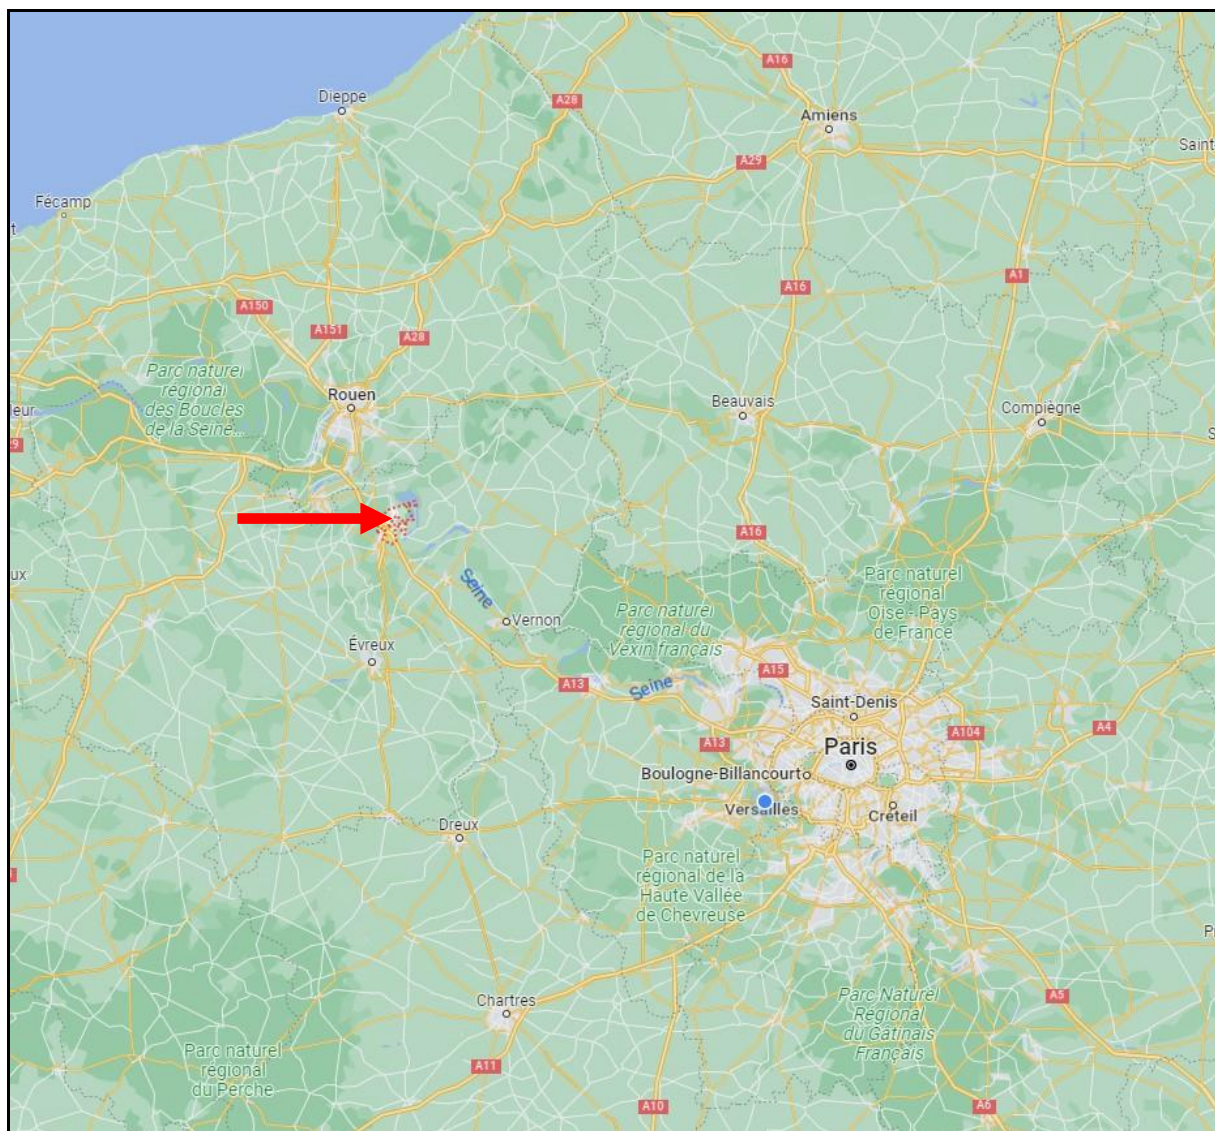 A16
Dieppe
A28
Amiens
Saint-
A29
Fécamp
t
A1
A16
A150
A151
A28
Parc naturel
régional
des Boucles
de la Seine...
Rouen
Beauvais
Compiègne
eur
S
9
A16
Seine
Parc naturel
régional
Oise - Pays
de France
ux
Parc naturel
régional du
Vexin français
Vernon
Évreux
A15
A13
Seine
Saint-Denis
A4
A104
A13
Paris
Boulogne-Billancourt
Versailles
Créteil
Dreux
Parc naturel
régional de la
Haute Vallée
de Chevreuse
P
A5
Parc Naturel
Régional
du Gâtinais
Français
Chartres
Parc naturel
régional
du Perche
A11
A10
A6